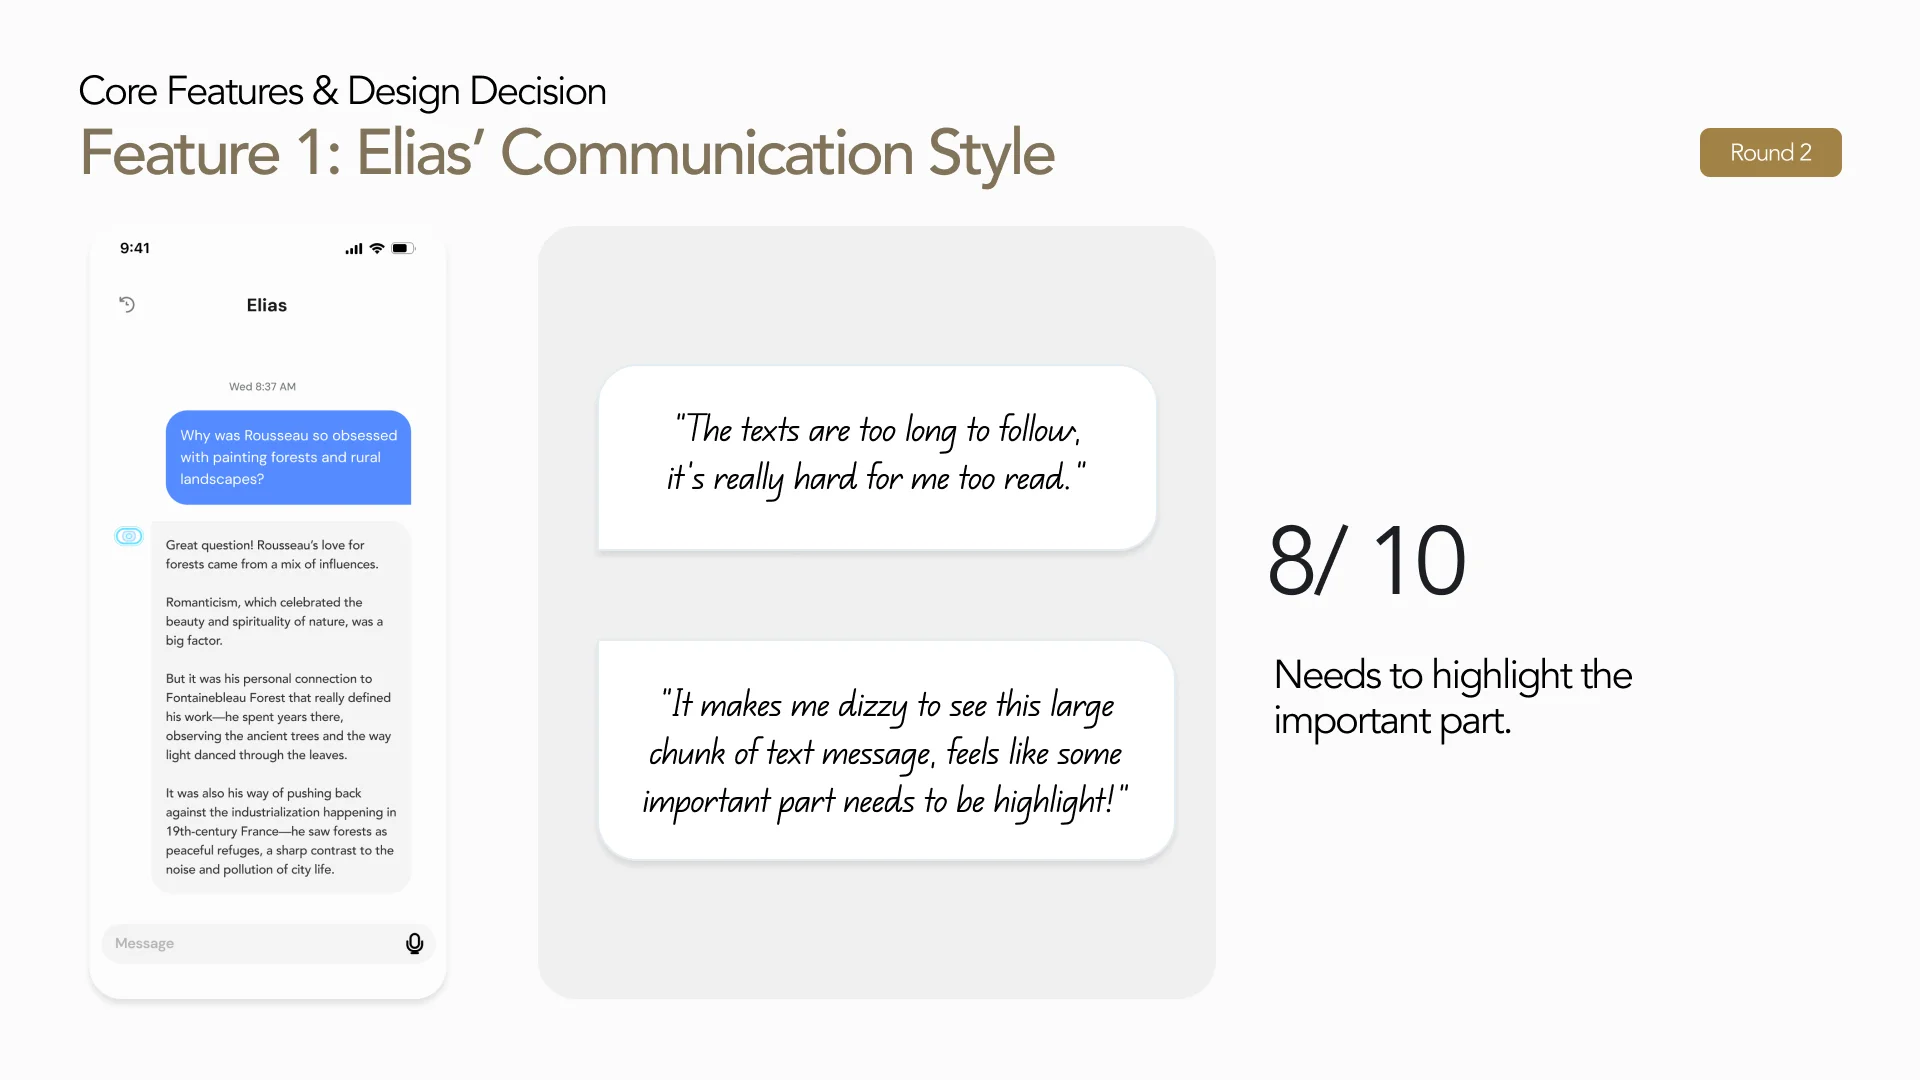 Core Features & Design Decision
Feature 1: Elias’ Communication Style
Round 2
9:41
Elias
Wed 8:37 AM
Why was Rousseau so obsessed
with painting forests and rural
landscapes?
Great question! Rousseau’s love for
forests came from a mix of influences.
Romanticism, which celebrated the
beauty and spirituality of nature, was a
big factor.
But it was his personal connection to
Fontainebleau Forest that really defined
his work—he spent years there,
observing the ancient trees and the way
light danced through the leaves.
It was also his way of pushing back
against the industrialization happening in
19th-century France—he saw forests as
peaceful refuges, a sharp contrast to the
noise and pollution of city life.
Message
"The texts are too long to follow,
it's really hard for me too read."
"It makes me dizzy to see this large
chunk of text message, feels like some
important part needs to be highlight!"
8/ 10
Needs to highlight the
important part.